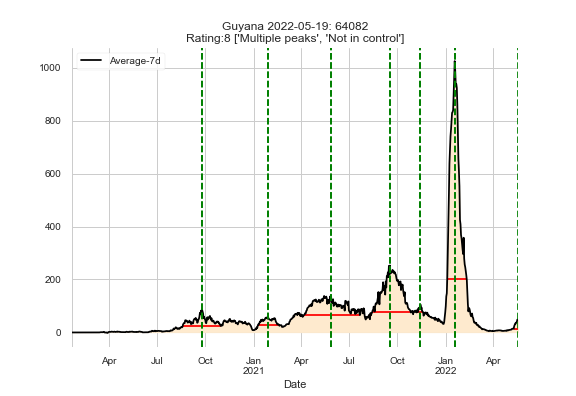 Guyana 2022-05-19: 64082
Rating:8 ['Multiple peaks', 'Not in control']
Average-7d
1000
800
600
400
200
0
Apr Jul Oct Jan Apr Jul Oct Jan Apr
2021 2022
Date